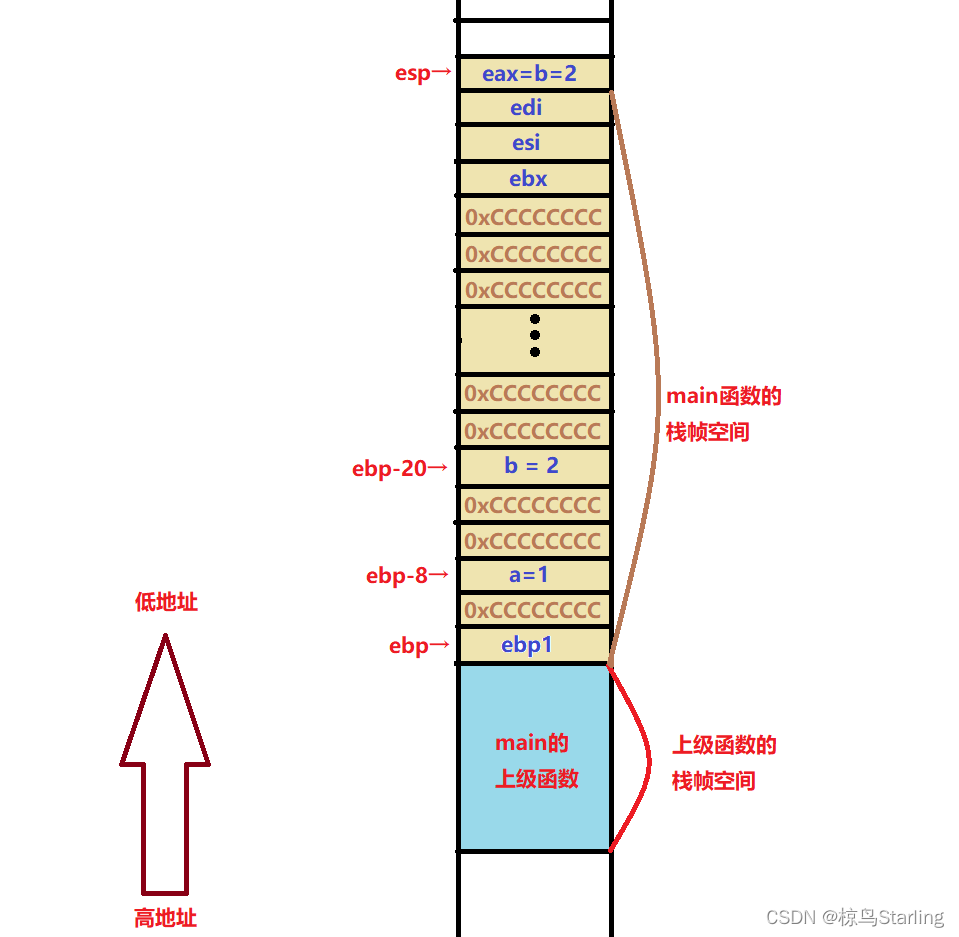 esp→
eax=b=2
edi
esi
ebx
0xCCCCCCCC
0xCCCCCCCC
0xCCCCCCCC
0xCCCCCCCC
main函数的
栈帧空间
0xCCCCCCCC
ebp-20→
b = 2
0xCCCCCCCC
0xCCCCCCCC
ebp-8→
a=1
低地址
0xCCCCCCCC
ebp→
ebp1
main的
上级函数
上级函数的
栈帧空间
高地址
CSDN @椋鸟Starling